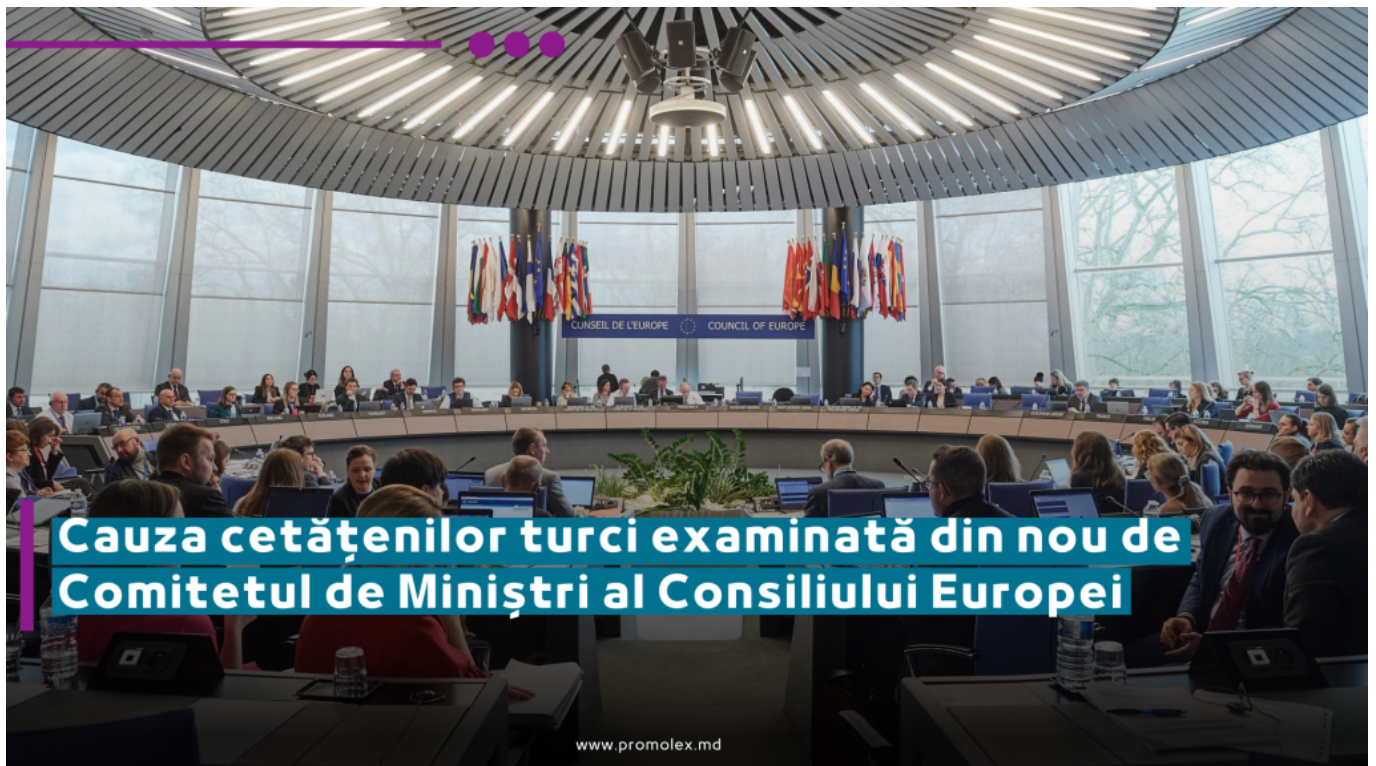 CONSEIL DE L'EUROPE COUNCIL OF EUROPE
Cauza cetățenilor turci examinată din nou de
Comitetul de Miniștri al Consiliului Europei
www.promolex.md